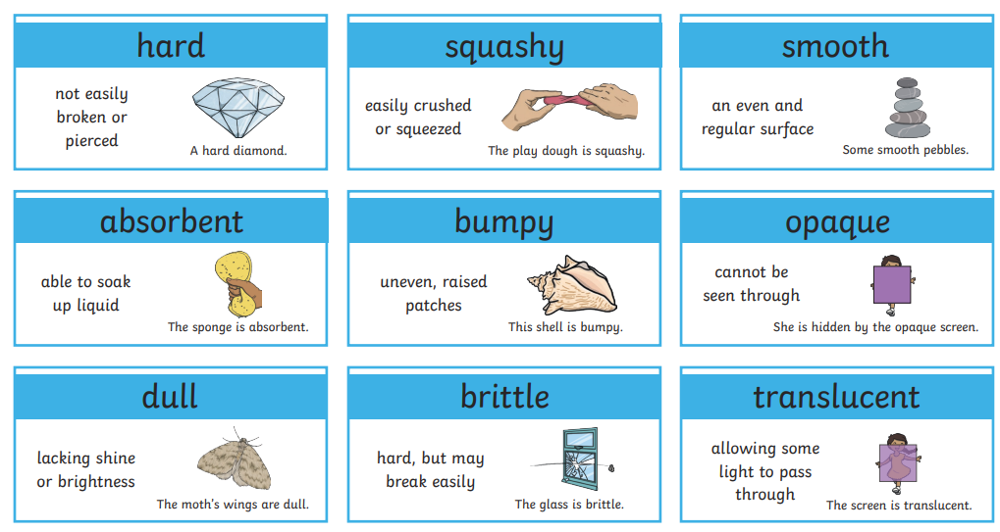 hard
not easily
broken or
pierced
A hard diamond.
squashy
easily crushed
or squeezed
The play dough is squashy.
smooth
an even and
regular surface
Some smooth pebbles.
absorbent
able to soak
up liquid
The sponge is absorbent.
bumpy
uneven, raised
patches
This shell is bumpy.
opaque
cannot be
seen through
She is hidden by the opaque screen.
dull
lacking shine
or brightness
The moth's wings are dull.
brittle
hard, but may
break easily
The glass is brittle.
translucent
allowing some
light to pass
through
The screen is translucent.